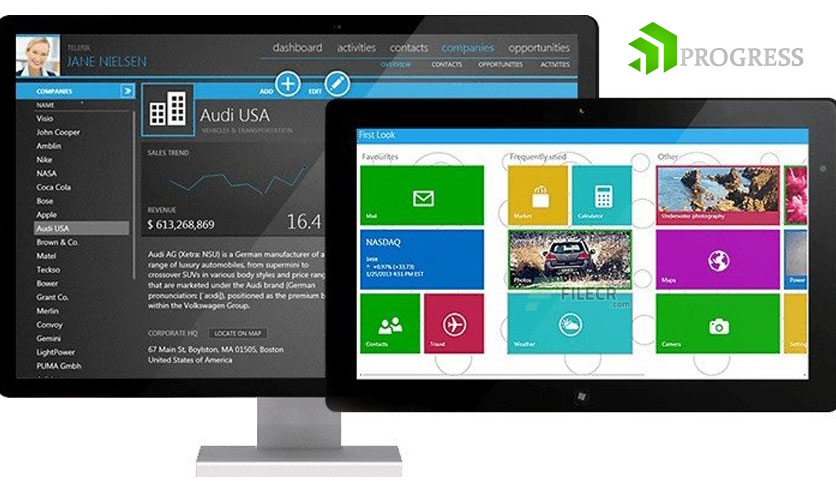 PROGRESS
TELERIK
JANE NIELSEN
dashboard activities contacts companies opportunities
OVERVIEW CONTACTS OPPORTUNITIES ACTIVITIES
COMPANIES
NAME
Visio
John Cooper
Amblin
Nike
NASA
Coca Cola
Bose
Apple
Audi USA
Brown & Co.
Matel
Teckso
Bower
Grant Co.
Merlin
Convoy
Gemini
LightPower
PUMA Gmbh
ADD EDIT
Audi USA
VEHICLES & TRANSPORTATION
SALES TREND
REVENUE
$ 613,268,869 16.4
Audi AG (Xetra: NSU) is a German manufacturer of a
range of luxury automobiles, from supermini to
crossover SUVs in various body styles and price rang
that are marketed under the Audi brand (German
pronunciation: ['aʊdi]), positioned as the premium b
within the Volkswagen Group.
CORPORATE HQ LOCATE ON MAP
67 Main St, Boylston, MA 01505, Boston
United States of America
First Look
Favourites Frequently used Other
Mail
Market
Calculator
Underwater photography
NASDAQ
3498
+0.97% (+33.73)
1/25/2013 4:51 PM EST
Photos
Maps
Power
FILECR
.com
Contacts
Travel
Weather
Camera
Setting